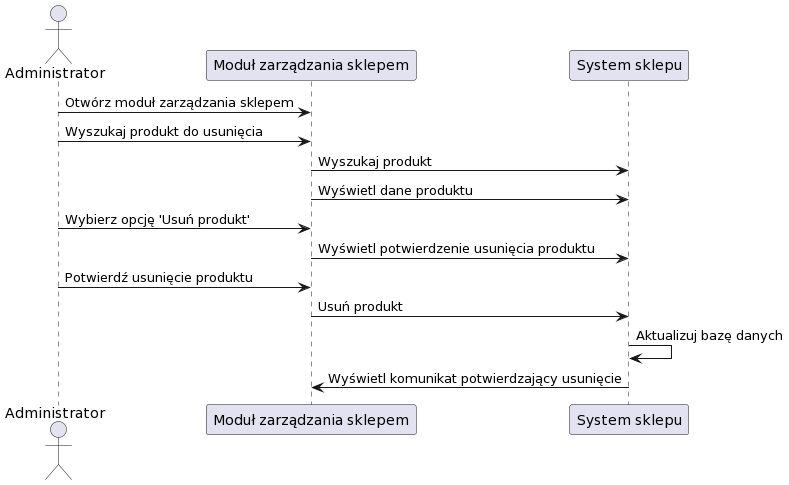 Administrator
Moduł zarządzania sklepem
System sklepu
Otwórz moduł zarządzania sklepem
Wyszukaj produkt do usunięcia
Wyszukaj produkt
Wyświetl dane produktu
Wybierz opcję 'Usuń produkt'
Wyświetl potwierdzenie usunięcia produktu
Potwierdź usunięcie produktu
Usuń produkt
Aktualizuj bazę danych
Wyświetl komunikat potwierdzający usunięcie
Administrator
Moduł zarządzania sklepem
System sklepu